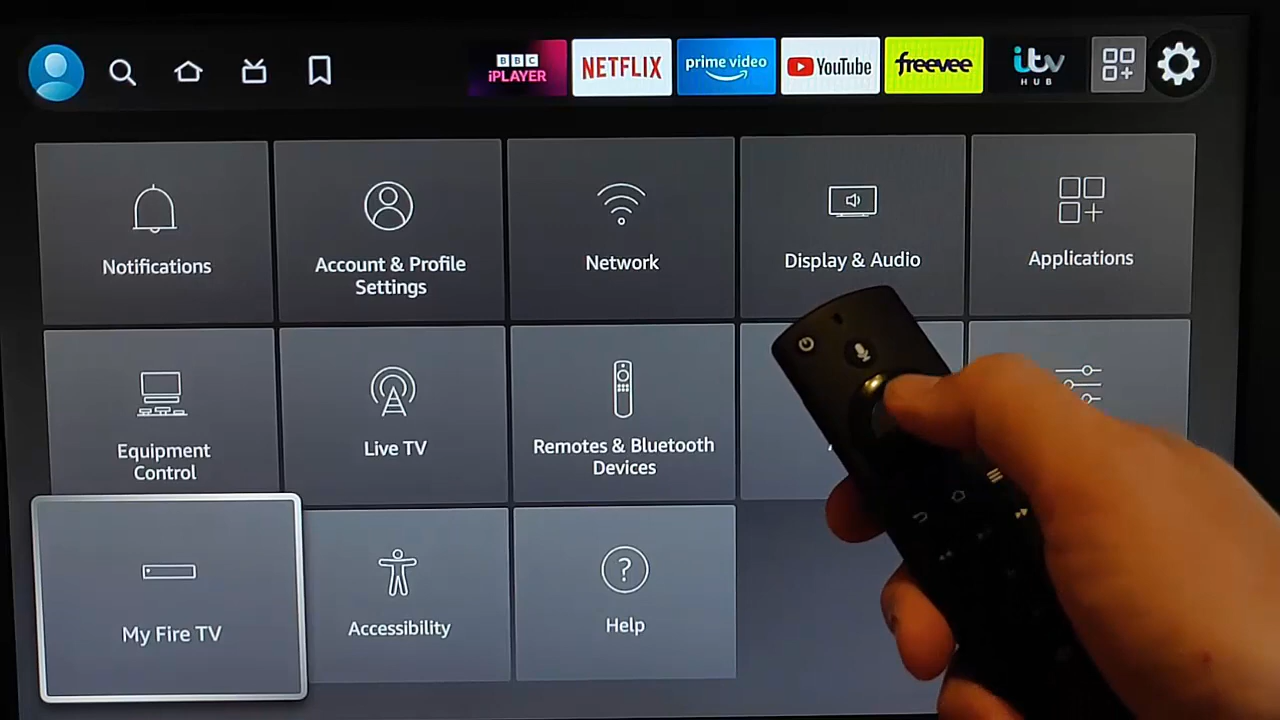 BBC
iPLAYER
NETFLIX
prime video
YouTube
freevee
itv
HUB
Notifications
Account & Profile
Settings
Network
Display & Audio
Applications
Equipment
Control
Live TV
Remotes & Bluetooth
Devices
My Fire TV
Accessibility
?
Help